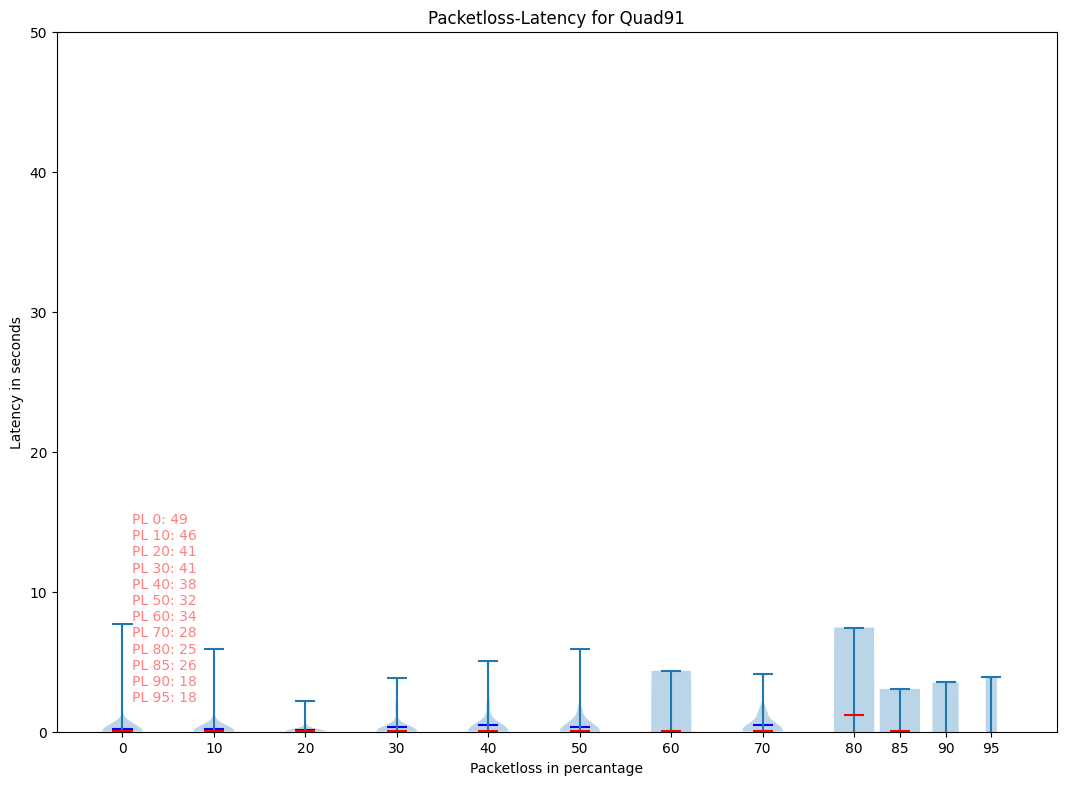 Packetloss-Latency for Quad91
50
40
30
20
10
0
Latency in seconds
PL 0: 49
PL 10: 46
PL 20: 41
PL 30: 41
PL 40: 38
PL 50: 32
PL 60: 34
PL 70: 28
PL 80: 25
PL 85: 26
PL 90: 18
PL 95: 18
0 10 20 30 40 50 60 70 80 85 90 95
Packetloss in percantage